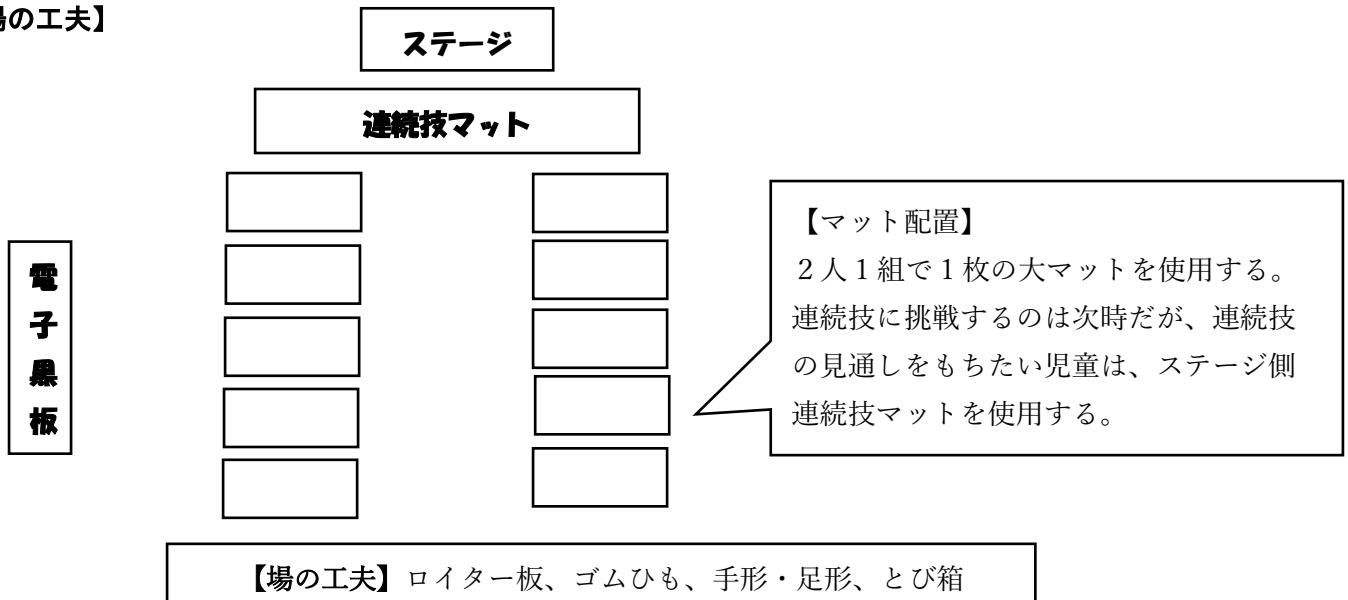 場の工夫】
ステージ
連続技マット
電子黒板
【マット配置】
２人１組で１枚の大マットを使用する。
連続技に挑戦するのは次時だが、連続技
の見通しをもちたい児童は、ステージ側
連続技マットを使用する。
【場の工夫】ロイター板、ゴムひも、手形・足形、とび箱